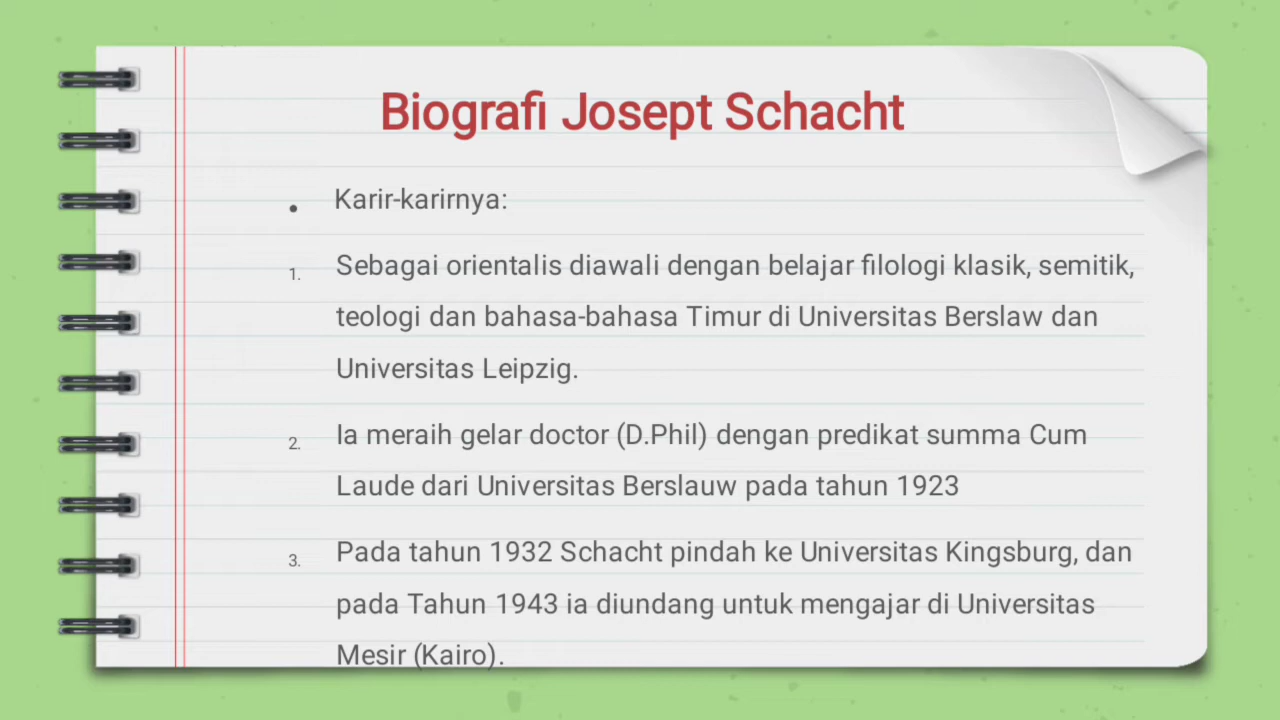 Biografi Josept Schacht
• Karir-karirnya:
1. Sebagai orientalis diawali dengan belajar filologi klasik, semitik,
teologi dan bahasa-bahasa Timur di Universitas Berslaw dan
Universitas Leipzig.
2. Ia meraih gelar doctor (D.Phil) dengan predikat summa Cum
Laude dari Universitas Berslauw pada tahun 1923
3. Pada tahun 1932 Schacht pindah ke Universitas Kingsburg, dan
pada Tahun 1943 ia diundang untuk mengajar di Universitas
Mesir (Kairo).